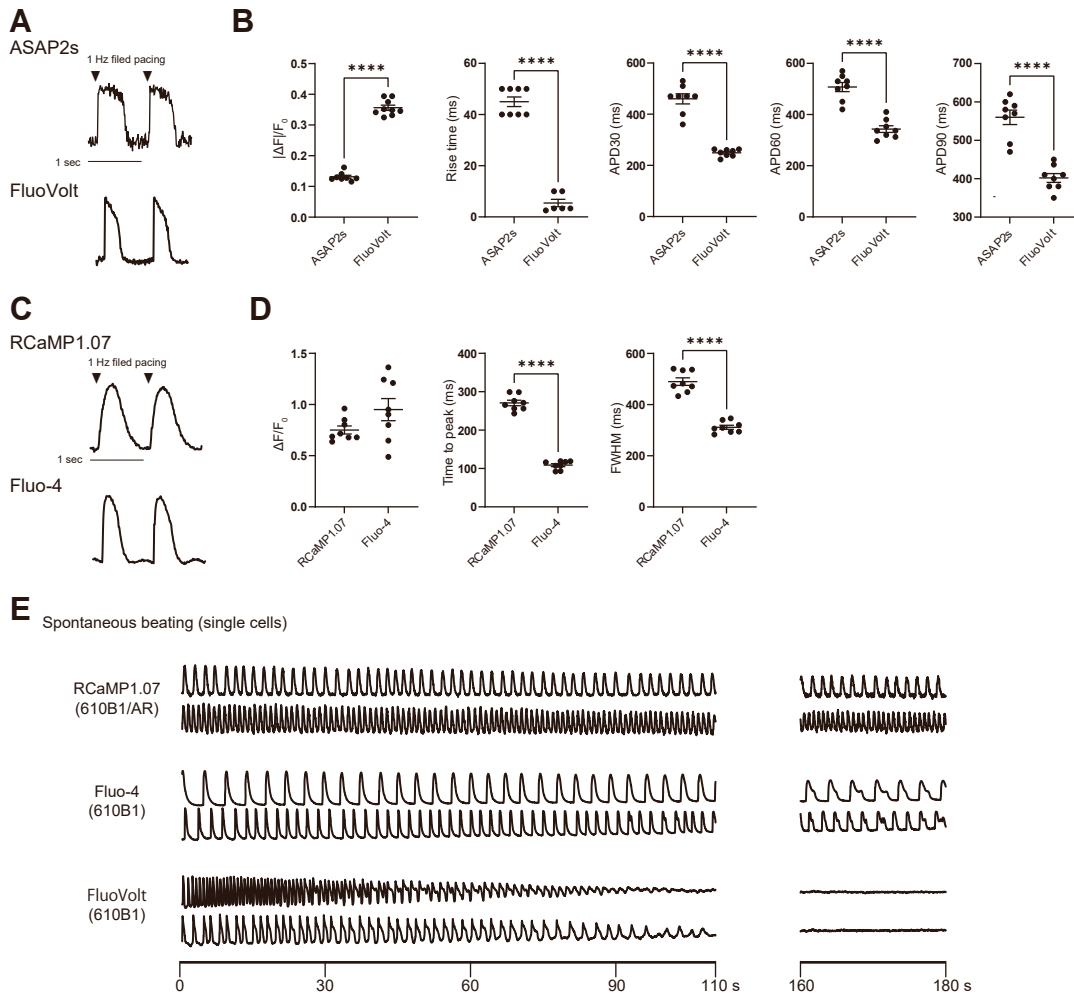 A
ASAP2s
1 Hz filed pacing
1 sec
FluoVolt
B
****
|ΔF|/F0
0.5
0.4
0.3
0.2
0.1
0.0
ASAP2s
FluoVolt
****
Rise time (ms)
60
40
20
0
ASAP2s
FluoVolt
****
APD30 (ms)
600
400
200
0
ASAP2s
FluoVolt
****
APD60 (ms)
600
400
200
0
ASAP2s
FluoVolt
****
APD90 (ms)
700
600
500
400
300
ASAP2s
FluoVolt
C
RCaMP1.07
1 Hz filed pacing
1 sec
Fluo-4
D
ΔF/F0
1.5
1.0
0.5
0.0
RCaMP1.07
Fluo-4
****
Time to peak (ms)
400
300
200
100
0
RCaMP1.07
Fluo-4
****
FWHM (ms)
600
400
200
0
RCaMP1.07
Fluo-4
E
Spontaneous beating (single cells)
RCaMP1.07
(610B1/AR)
Fluo-4
(610B1)
FluoVolt
(610B1)
0 30 60 90 110 s 160 180 s